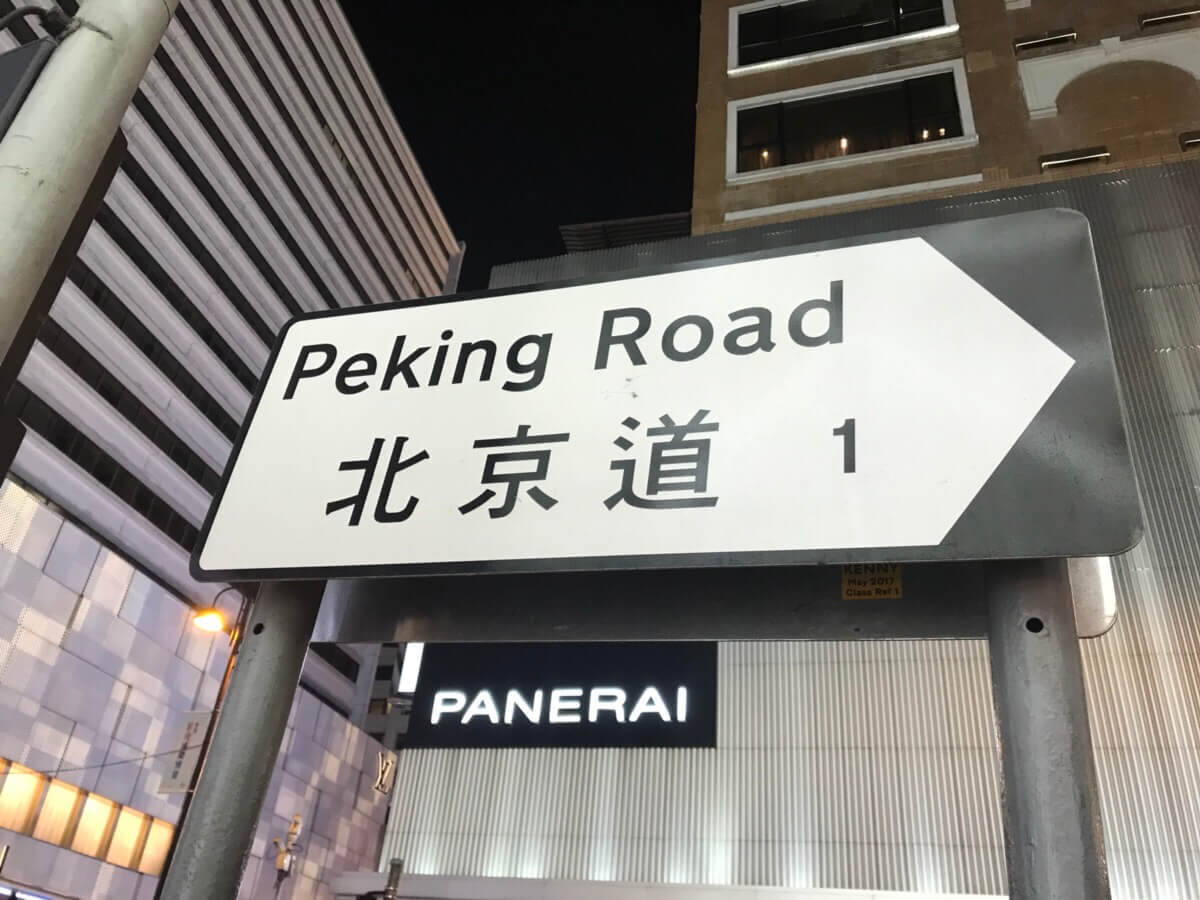 Peking Road
北京道 1
KENNY
May 2017
Class Ref 1
PANERAI